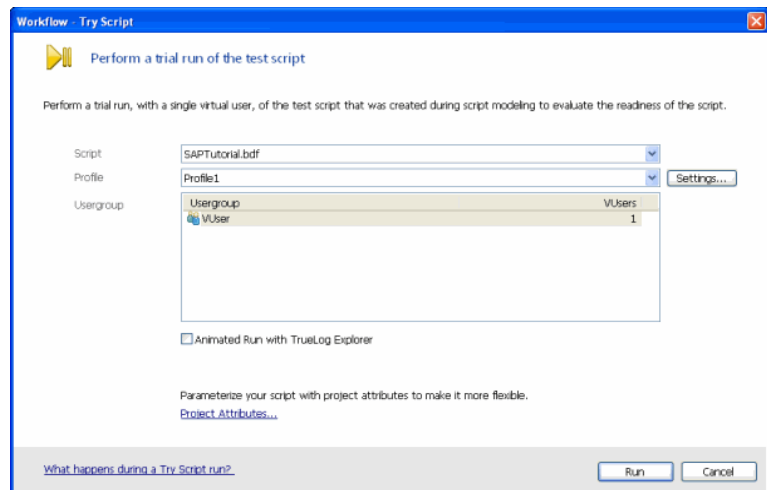 Workflow - Try Script
Perform a trial run of the test script
Perform a trial run, with a single virtual user, of the test script that was created during script modeling to evaluate the readiness of the script.
Script
SAPTutorial.bdf
Profile
Profile1
Settings...
Usergroup
Usergroup VUsers
VUser 1
Animated Run with TrueLog Explorer
Parameterize your script with project attributes to make it more flexible.
Project Attributes...
What happens during a Try Script run?
Run Cancel